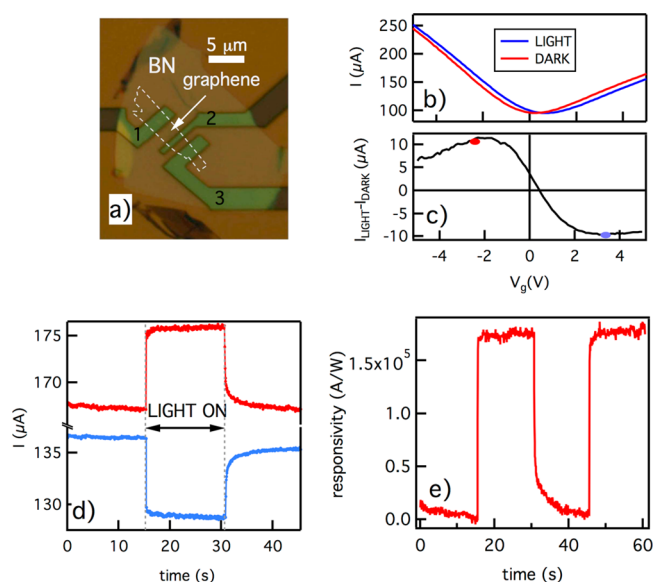 5 μm
BN
graphene
1
2
3
a)
I (μA)
250
200
150
100
LIGHT
DARK
b)
I_LIGHT-I_DARK (μA)
10
5
0
-5
-10
c)
-4
-2
0
2
4
V_g(V)
I (μA)
175
170
165
135
130
LIGHT ON
d)
0
10
20
30
40
time (s)
responsivity (A/W)
1.5x10^5
1.0
0.5
0.0
e)
0
10
20
30
40
50
60
time (s)